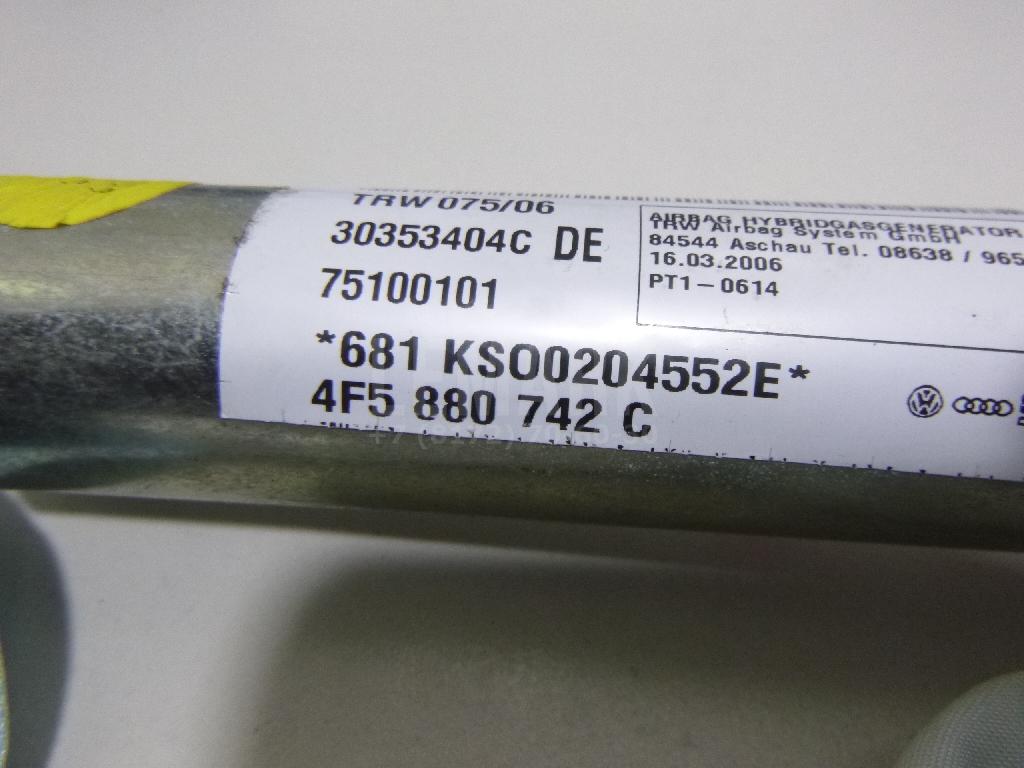 TRW 075/06
30353404C DE
75100101
*681 KSO0204552E*
4F5 880 742 C
AIRBAG HYBRIDGASGENERATOR
TRW Airbag System GmbH
84544 Aschau Tel. 08638 / 965
16.03.2006
PT1-0614